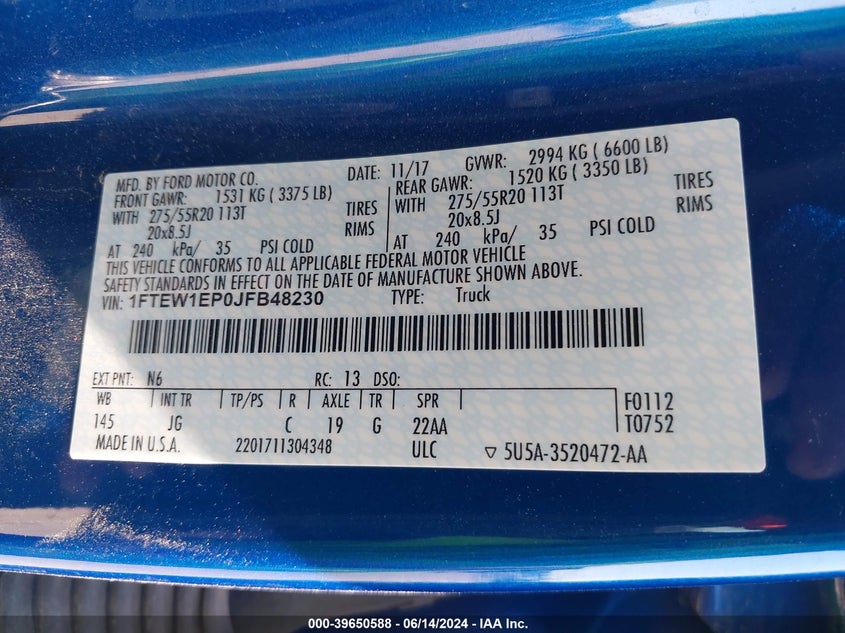 MFD. BY FORD MOTOR CO. DATE: 11/17 GVWR: 2994 KG ( 6600 LB)
FRONT GAWR: 1531 KG ( 3375 LB) REAR GAWR: 1520 KG ( 3350 LB)
WITH 275/55R20 113T TIRES WITH 275/55R20 113T TIRES
20x8.5J RIMS 20x8.5J RIMS
AT 240 kPa/ 35 PSI COLD AT 240 kPa/ 35 PSI COLD
THIS VEHICLE CONFORMS TO ALL APPLICABLE FEDERAL MOTOR VEHICLE
SAFETY STANDARDS IN EFFECT ON THE DATE OF MANUFACTURE SHOWN ABOVE.
VIN: 1FTEW1EP0JFB48230 TYPE: Truck
EXT PNT: N6 RC: 13 DSO:
WB INT TR TP/PS R AXLE TR SPR F0112
145 JG C 19 G 22AA T0752
MADE IN U.S.A. 2201711304348 ULC ▽ 5U5A-3520472-AA
000-39650588 - 06/14/2024 - IAA Inc.